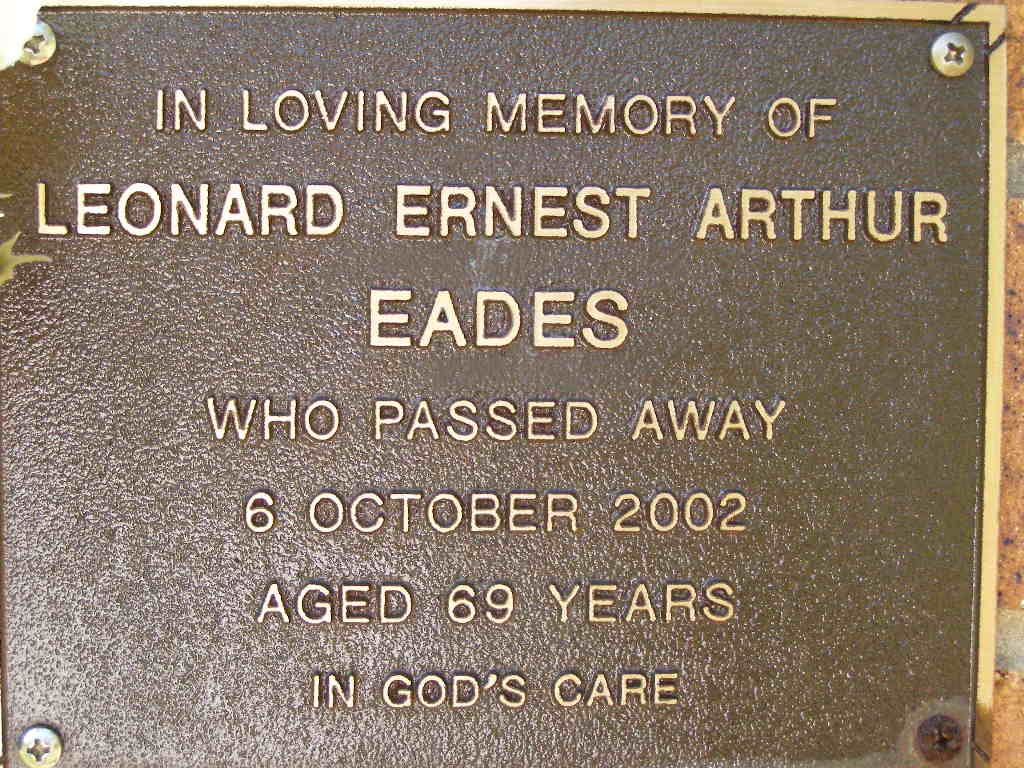 IN LOVING MEMORY OF
LEONARD ERNEST ARTHUR
EADES
WHO PASSED AWAY
6 OCTOBER 2002
AGED 69 YEARS
IN GOD'S CARE